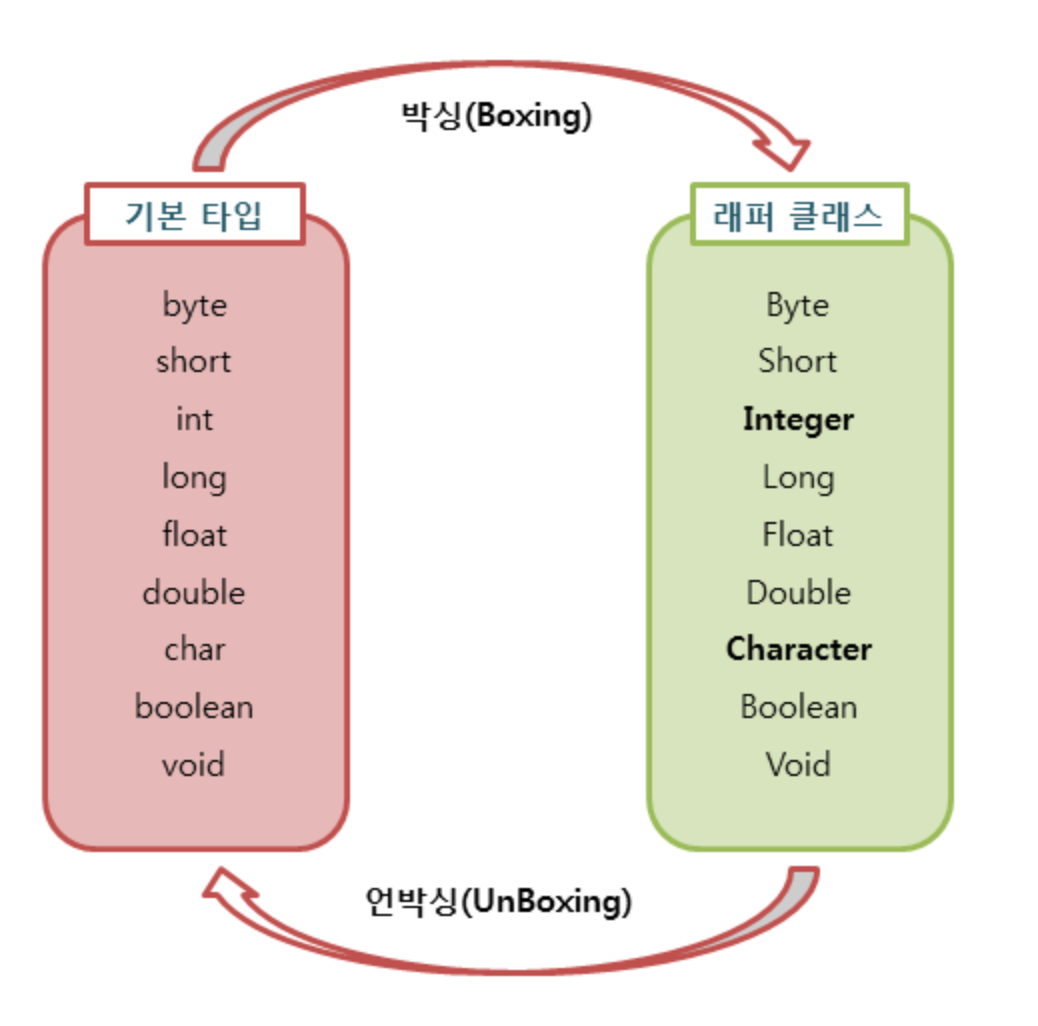 박싱(Boxing)
기본 타입
byte
short
int
long
float
double
char
boolean
void
래퍼 클래스
Byte
Short
Integer
Long
Float
Double
Character
Boolean
Void
언박싱(UnBoxing)